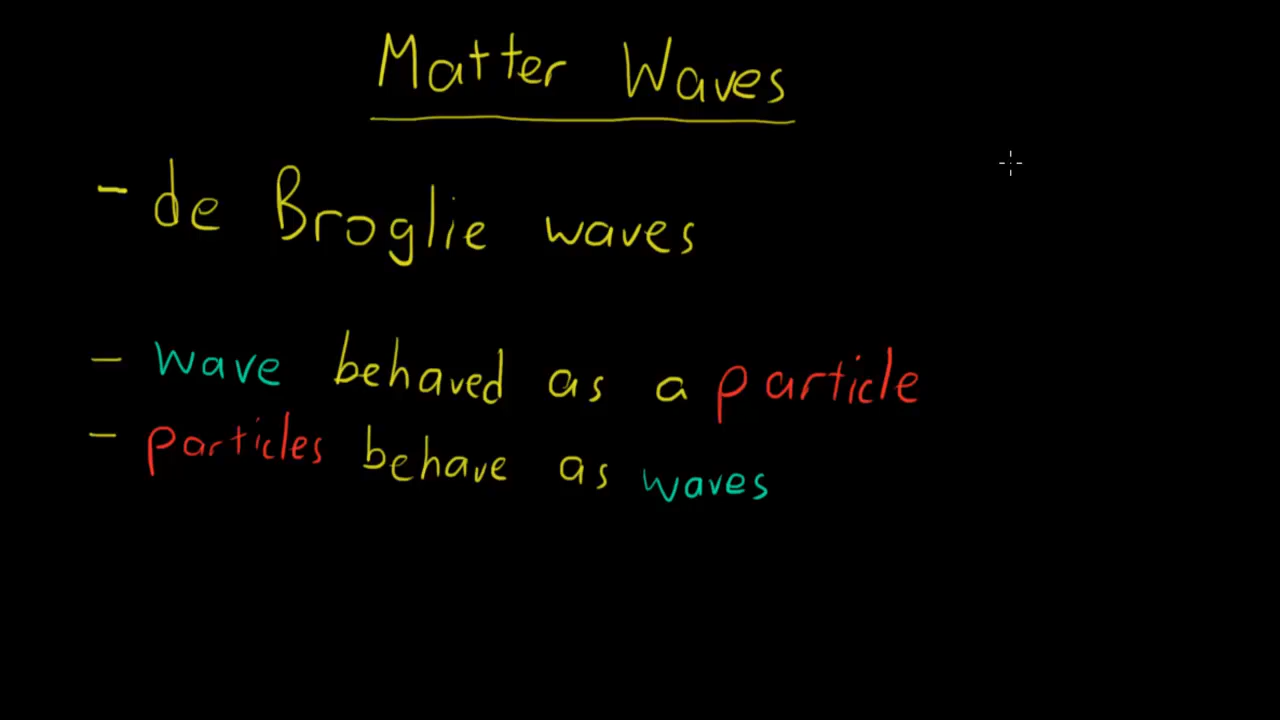 Matter Waves
- de Broglie waves
- wave behaved as a particle
- particles behave as waves